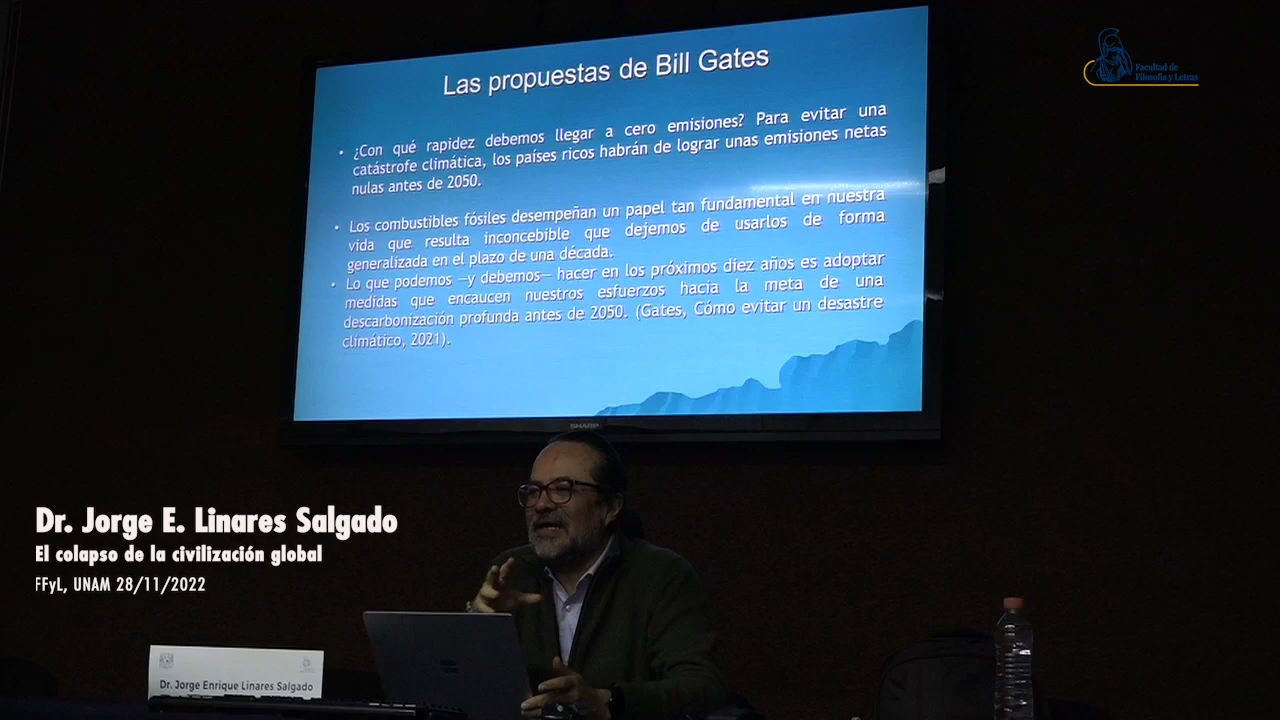 Las propuestas de Bill Gates
• ¿Con qué rapidez debemos llegar a cero emisiones? Para evitar una
catástrofe climática, los países ricos habrán de lograr unas emisiones netas
nulas antes de 2050.
• Los combustibles fósiles desempeñan un papel tan fundamental en nuestra
vida que resulta inconcebible que dejemos de usarlos de forma
generalizada en el plazo de una década.
• Lo que podemos —y debemos— hacer en los próximos diez años es adoptar
medidas que encaucen nuestros esfuerzos hacia la meta de una
descarbonización profunda antes de 2050. (Gates, Cómo evitar un desastre
climático, 2021).
Facultad de
Filosofía y Letras
SHARP
Dr. Jorge E. Linares Salgado
El colapso de la civilización global
FFyL, UNAM 28/11/2022
Dr. Jorge Enrique Linares Salgado